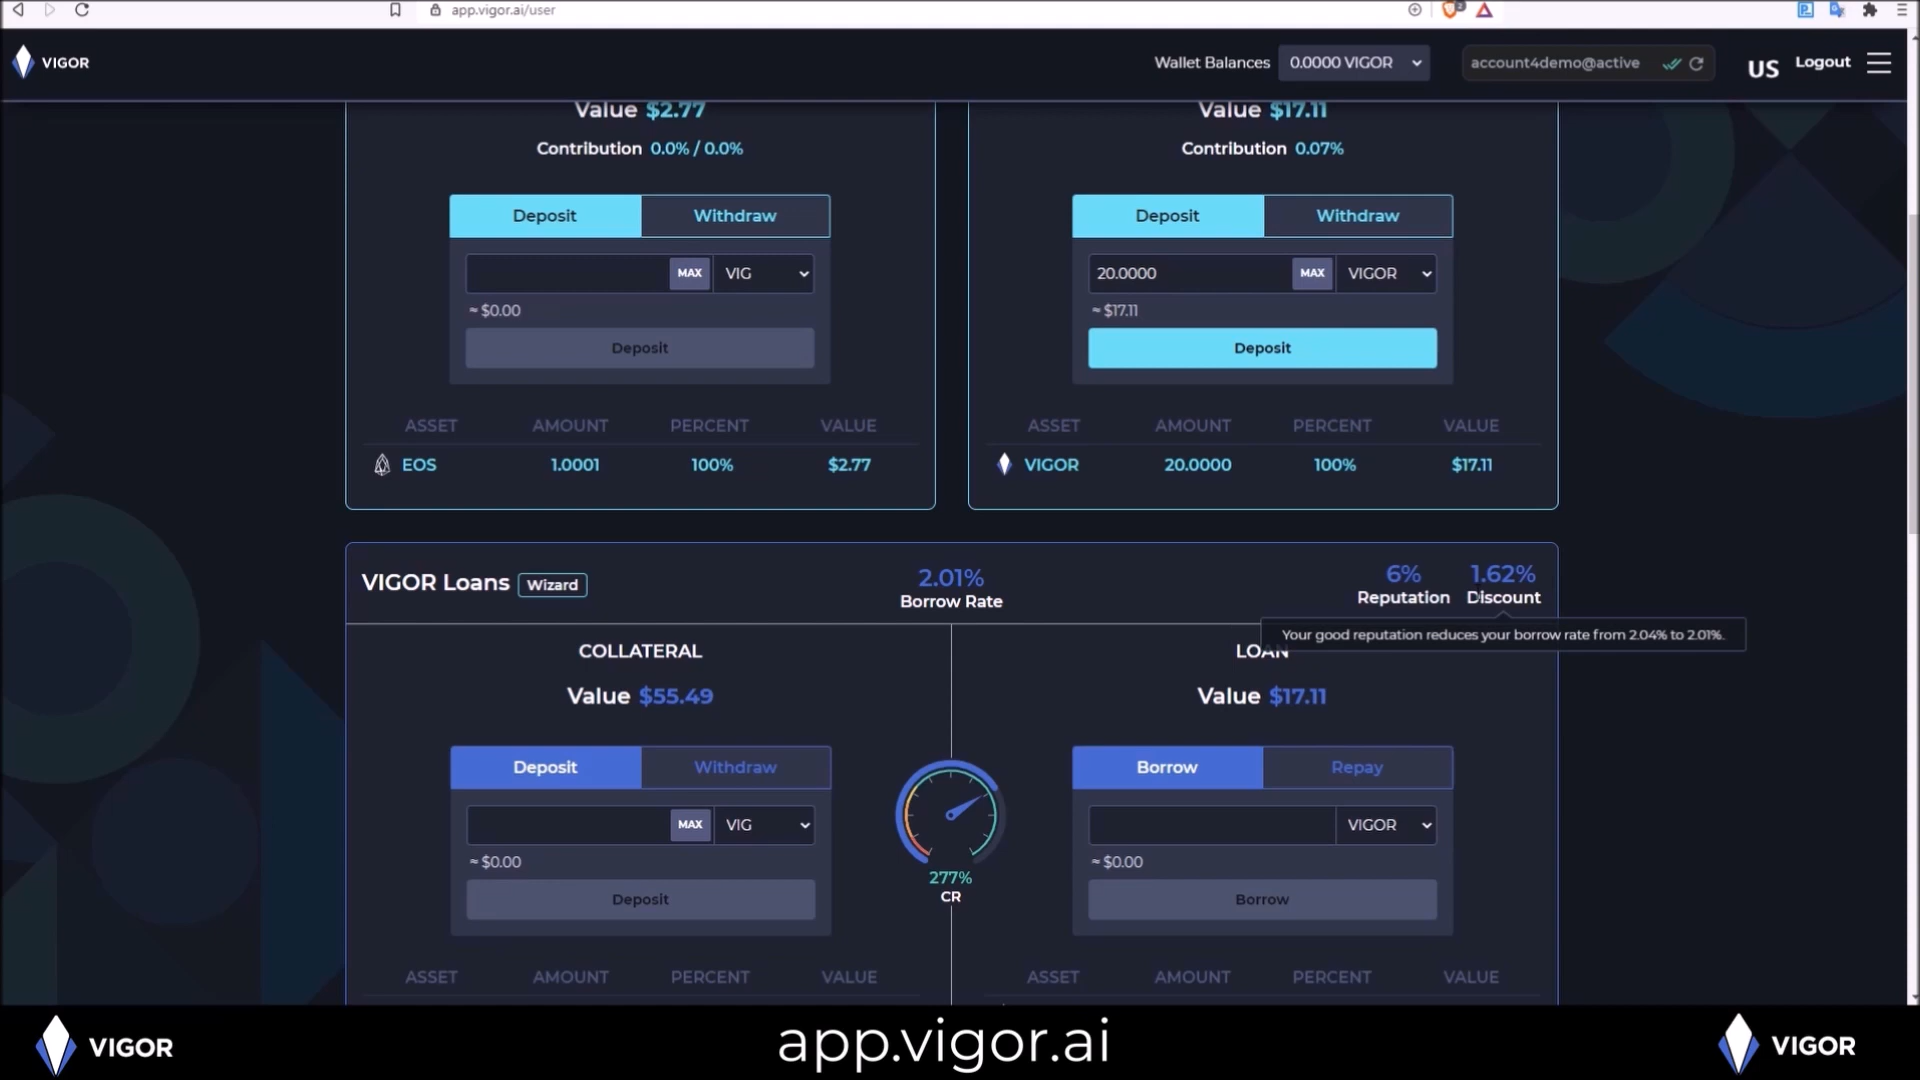 app.vigor.ai/user
VIGOR
Wallet Balances
0.0000 VIGOR
account4demo@active
US
Logout
Value $2.77
Contribution 0.0% / 0.0%
Deposit
Withdraw
MAX
VIG
≈ $0.00
Deposit
ASSET AMOUNT PERCENT VALUE
EOS 1.0001 100% $2.77
Value $17.11
Contribution 0.07%
Deposit
Withdraw
20.0000
MAX
VIGOR
≈ $17.11
Deposit
ASSET AMOUNT PERCENT VALUE
VIGOR 20.0000 100% $17.11
VIGOR Loans
Wizard
2.01%
Borrow Rate
6%
Reputation
1.62%
Discount
Your good reputation reduces your borrow rate from 2.04% to 2.01%.
COLLATERAL
Value $55.49
Deposit
Withdraw
MAX
VIG
≈ $0.00
Deposit
ASSET AMOUNT PERCENT VALUE
277%
CR
LOAN
Value $17.11
Borrow
Repay
VIGOR
≈ $0.00
Borrow
ASSET AMOUNT PERCENT VALUE
VIGOR
app.vigor.ai
VIGOR